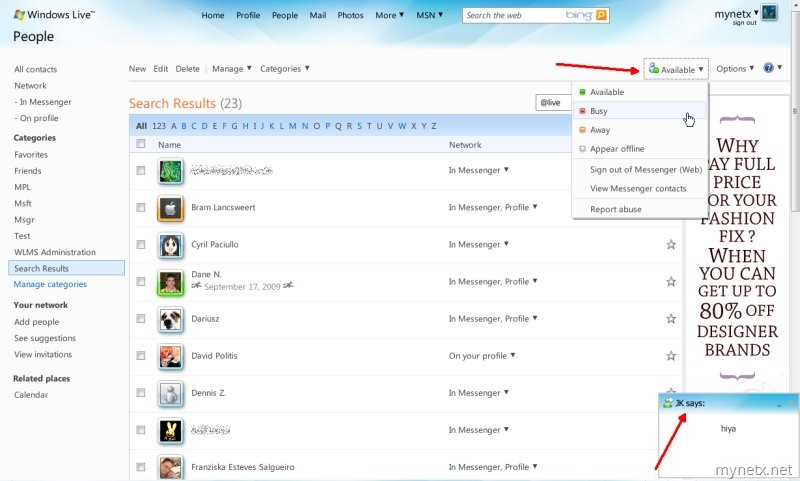 Windows Live™
Home Profile People Mail Photos More MSN
Search the web
bing
mynetx
sign out
People
All contacts
Network
- In Messenger
- On profile
Categories
Favorites
Friends
MPL
Msft
Msgr
Test
WLMS Administration
Search Results
Manage categories
Your network
Add people
See suggestions
View invitations
Related places
Calendar
New Edit Delete Manage Categories
Available
Options
Search Results (23)
@live
All 123 A B C D E F G H I J K L M N O P Q R S T U V W X Y Z
Name Network
In Messenger
Bram Lancsweert In Messenger, Profile
Cyril Paciullo In Messenger, Profile
Dane N. In Messenger, Profile
September 17, 2009
Dariusz In Messenger, Profile
David Politis On your profile
Dennis Z. In Messenger
In Messenger
Franziska Esteves Salgueiro In Messenger, Profile
Available
Busy
Away
Appear offline
Sign out of Messenger (Web)
View Messenger contacts
Report abuse
WHY
PAY FULL
PRICE
FOR YOUR
FASHION
FIX ?
WHEN
YOU CAN
GET UP TO
80% OFF
DESIGNER
BRANDS
JK says:
hiya
mynetx.net